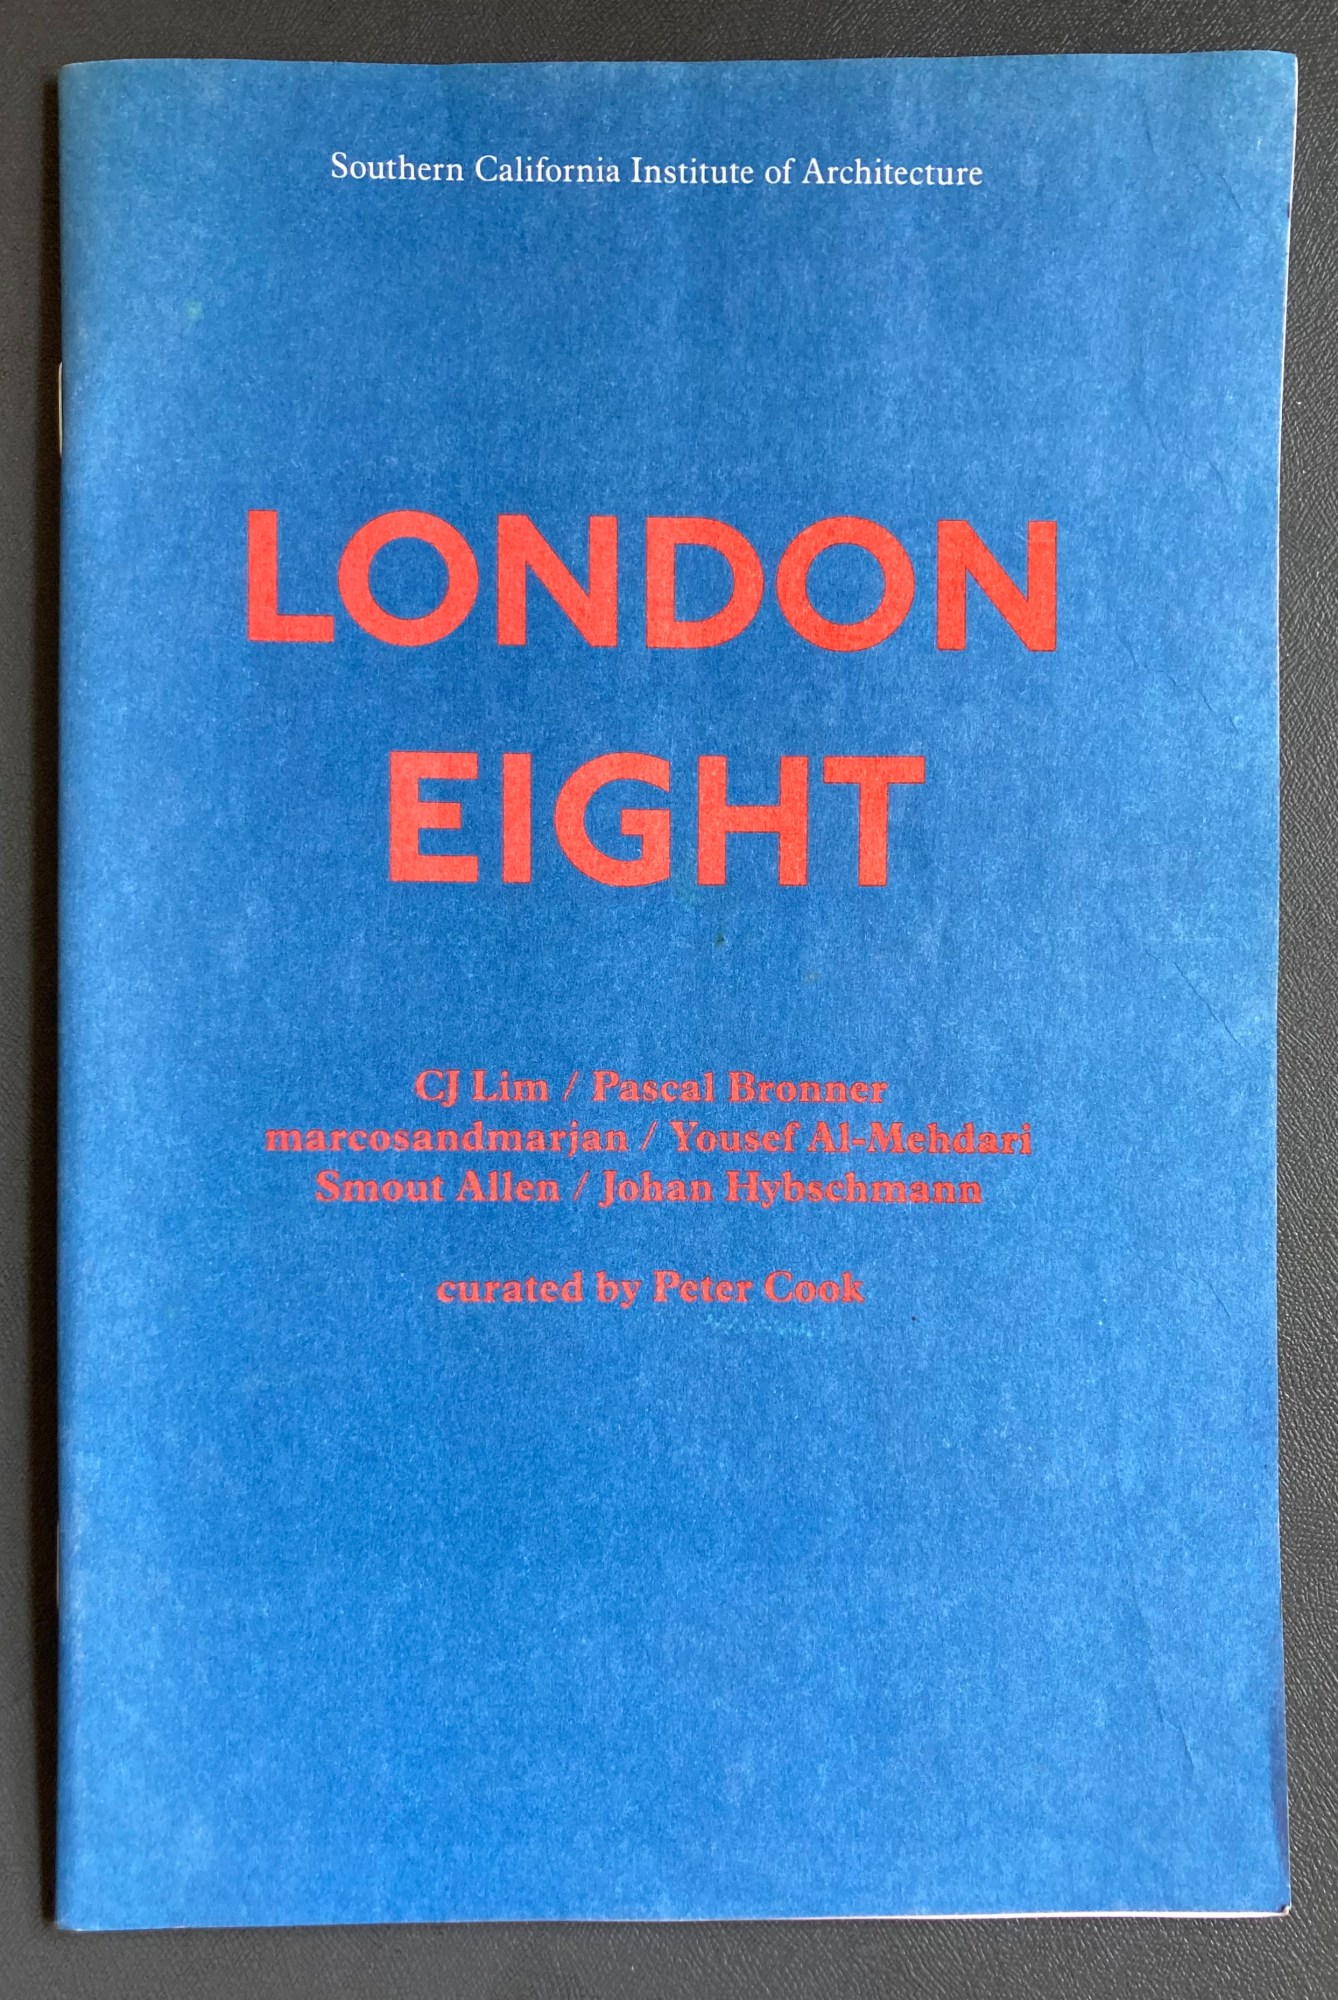 Southern California Institute of Architecture
LONDON
EIGHT
CJ Lim / Pascal Bronner
marcosandmarjan / Yousef Al-Mehdari
Smout Allen / Johan Hybschmann
curated by Peter Cook